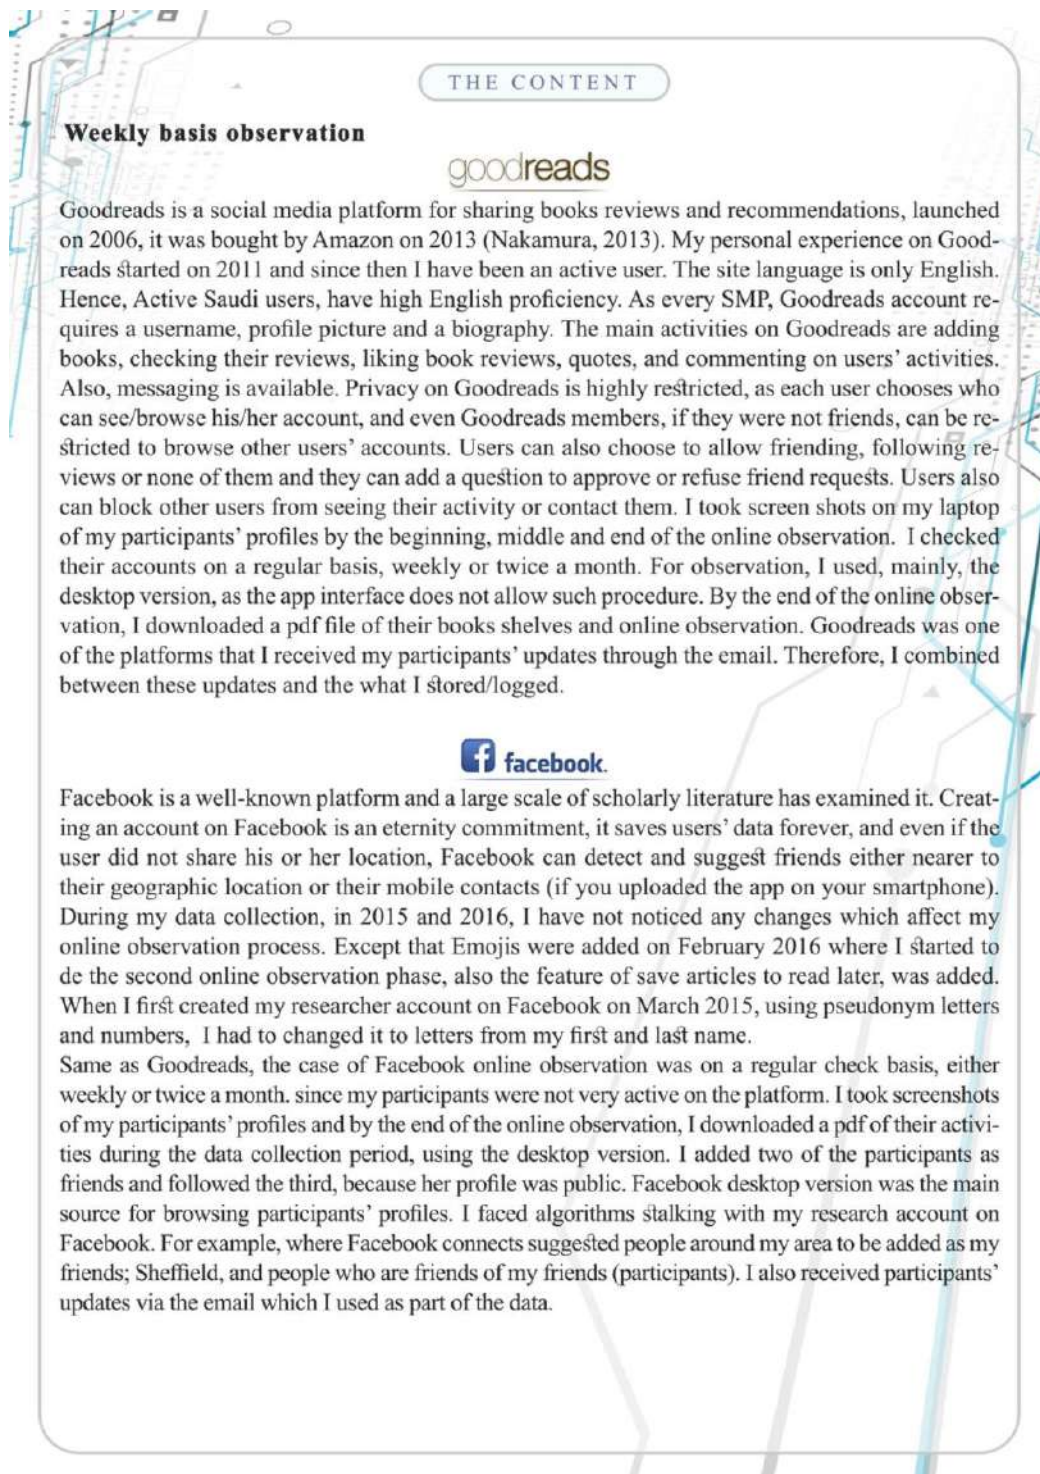 THE CONTENT
Weekly basis observation
goodreads
Goodreads is a social media platform for sharing books reviews and recommendations, launched
on 2006, it was bought by Amazon on 2013 (Nakamura, 2013). My personal experience on Good-
reads started on 2011 and since then I have been an active user. The site language is only English.
Hence, Active Saudi users, have high English proficiency. As every SMP, Goodreads account re-
quires a username, profile picture and a biography. The main activities on Goodreads are adding
books, checking their reviews, liking book reviews, quotes, and commenting on users' activities.
Also, messaging is available. Privacy on Goodreads is highly restricted, as each user chooses who
can see/browse his/her account, and even Goodreads members, if they were not friends, can be re-
stricted to browse other users' accounts. Users can also choose to allow friending, following re-
views or none of them and they can add a question to approve or refuse friend requests. Users also
can block other users from seeing their activity or contact them. I took screen shots on my laptop
of my participants' profiles by the beginning, middle and end of the online observation. I checked
their accounts on a regular basis, weekly or twice a month. For observation, I used, mainly, the
desktop version, as the app interface does not allow such procedure. By the end of the online obser-
vation, I downloaded a pdf file of their books shelves and online observation. Goodreads was one
of the platforms that I received my participants' updates through the email. Therefore, I combined
between these updates and the what I stored/logged.
f facebook.
Facebook is a well-known platform and a large scale of scholarly literature has examined it. Creat-
ing an account on Facebook is an eternity commitment, it saves users' data forever, and even if the
user did not share his or her location, Facebook can detect and suggest friends either nearer to
their geographic location or their mobile contacts (if you uploaded the app on your smartphone).
During my data collection, in 2015 and 2016, I have not noticed any changes which affect my
online observation process. Except that Emojis were added on February 2016 where I started to
de the second online observation phase, also the feature of save articles to read later, was added.
When I first created my researcher account on Facebook on March 2015, using pseudonym letters
and numbers, I had to changed it to letters from my first and last name.
Same as Goodreads, the case of Facebook online observation was on a regular check basis, either
weekly or twice a month. since my participants were not very active on the platform. I took screenshots
of my participants' profiles and by the end of the online observation, I downloaded a pdf of their activi-
ties during the data collection period, using the desktop version. I added two of the participants as
friends and followed the third, because her profile was public. Facebook desktop version was the main
source for browsing participants' profiles. I faced algorithms stalking with my research account on
Facebook. For example, where Facebook connects suggested people around my area to be added as my
friends; Sheffield, and people who are friends of my friends (participants). I also received participants'
updates via the email which I used as part of the data.